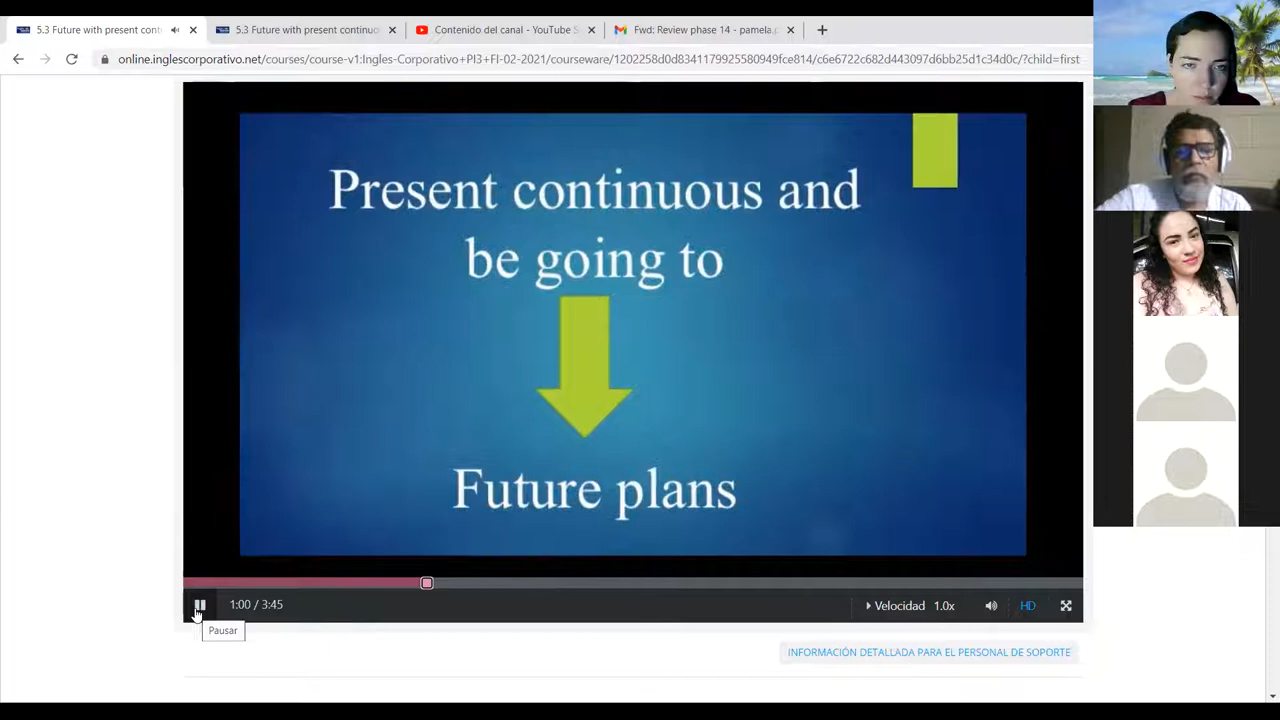 5.3 Future with present cont
5.3 Future with present continuc
Contenido del canal - YouTube S
Fwd: Review phase 14 - pamela.p
online.inglescorporativo.net/courses/course-v1:Ingles-Corporativo+PI3+FI-02-2021/courseware/1202258d0d8341179925580949fce814/c6e6722c682d443097d6bb25d1c34d0c/?child=first
Present continuous and
be going to
Future plans
1:00 / 3:45
Velocidad 1.0x
HD
Pausar
INFORMACIÓN DETALLADA PARA EL PERSONAL DE SOPORTE